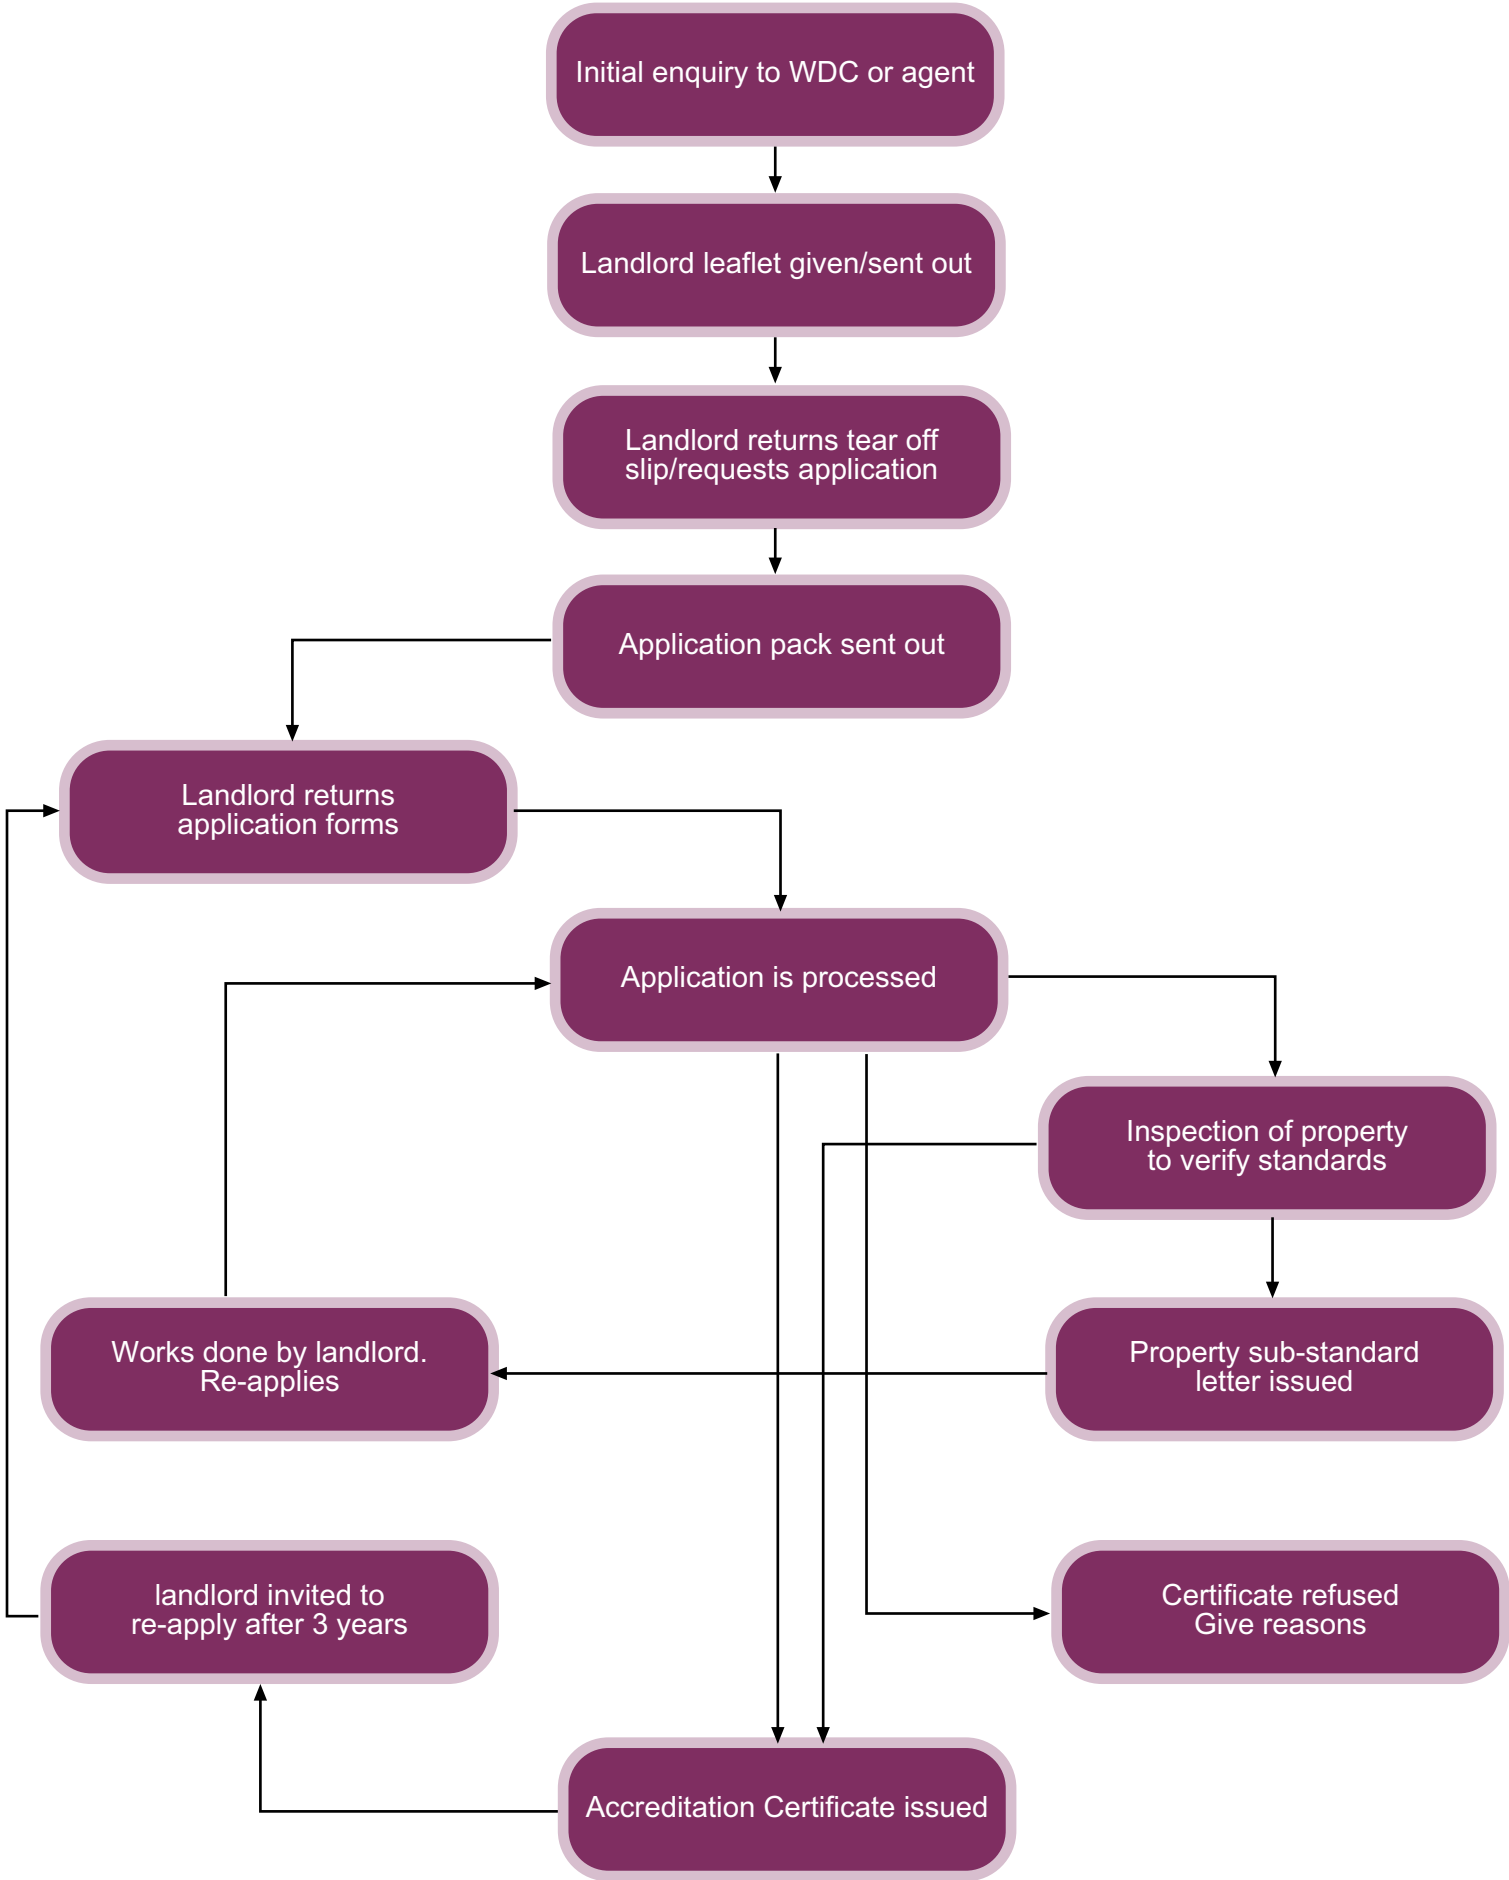 Initial enquiry to WDC or agent
Landlord leaflet given/sent out
Landlord returns tear off
slip/requests application
Application pack sent out
Landlord returns
application forms
Application is processed
Inspection of property
to verify standards
Works done by landlord.
Re-applies
Property sub-standard
letter issued
landlord invited to
re-apply after 3 years
Certificate refused
Give reasons
Accreditation Certificate issued